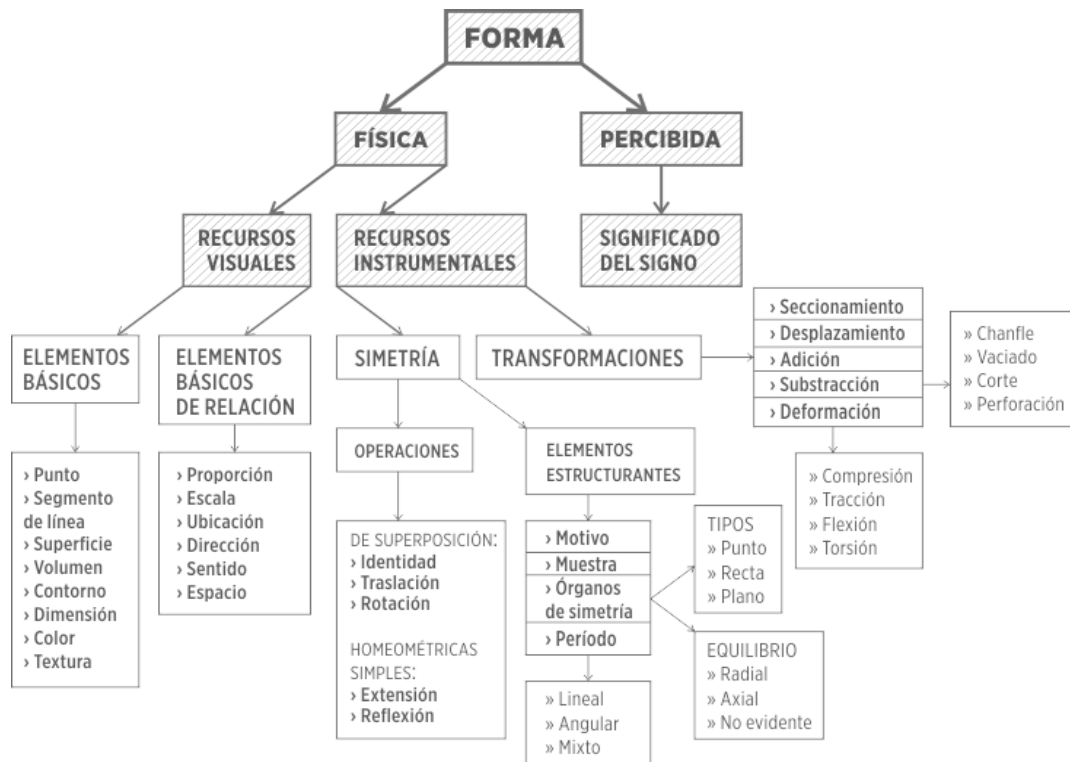 FORMA
FÍSICA
PERCIBIDA
RECURSOS
VISUALES
RECURSOS
INSTRUMENTALES
SIGNIFICADO
DEL SIGNO
ELEMENTOS
BÁSICOS
ELEMENTOS
BÁSICOS
DE RELACIÓN
SIMETRÍA
TRANSFORMACIONES
› Seccionamiento
› Desplazamiento
› Adición
› Substracción
› Deformación
» Chanfle
» Vaciado
» Corte
» Perforación
› Punto
› Segmento
de línea
› Superficie
› Volumen
› Contorno
› Dimensión
› Color
› Textura
› Proporción
› Escala
› Ubicación
› Dirección
› Sentido
› Espacio
OPERACIONES
ELEMENTOS
ESTRUCTURANTES
» Compresión
» Tracción
» Flexión
» Torsión
DE SUPERPOSICIÓN:
› Identidad
› Traslación
› Rotación
HOMEOMÉTRICAS
SIMPLES:
› Extensión
› Reflexión
› Motivo
› Muestra
› Órganos
de simetría
› Período
TIPOS
» Punto
» Recta
» Plano
EQUILIBRIO
» Radial
» Axial
» No evidente
» Lineal
» Angular
» Mixto